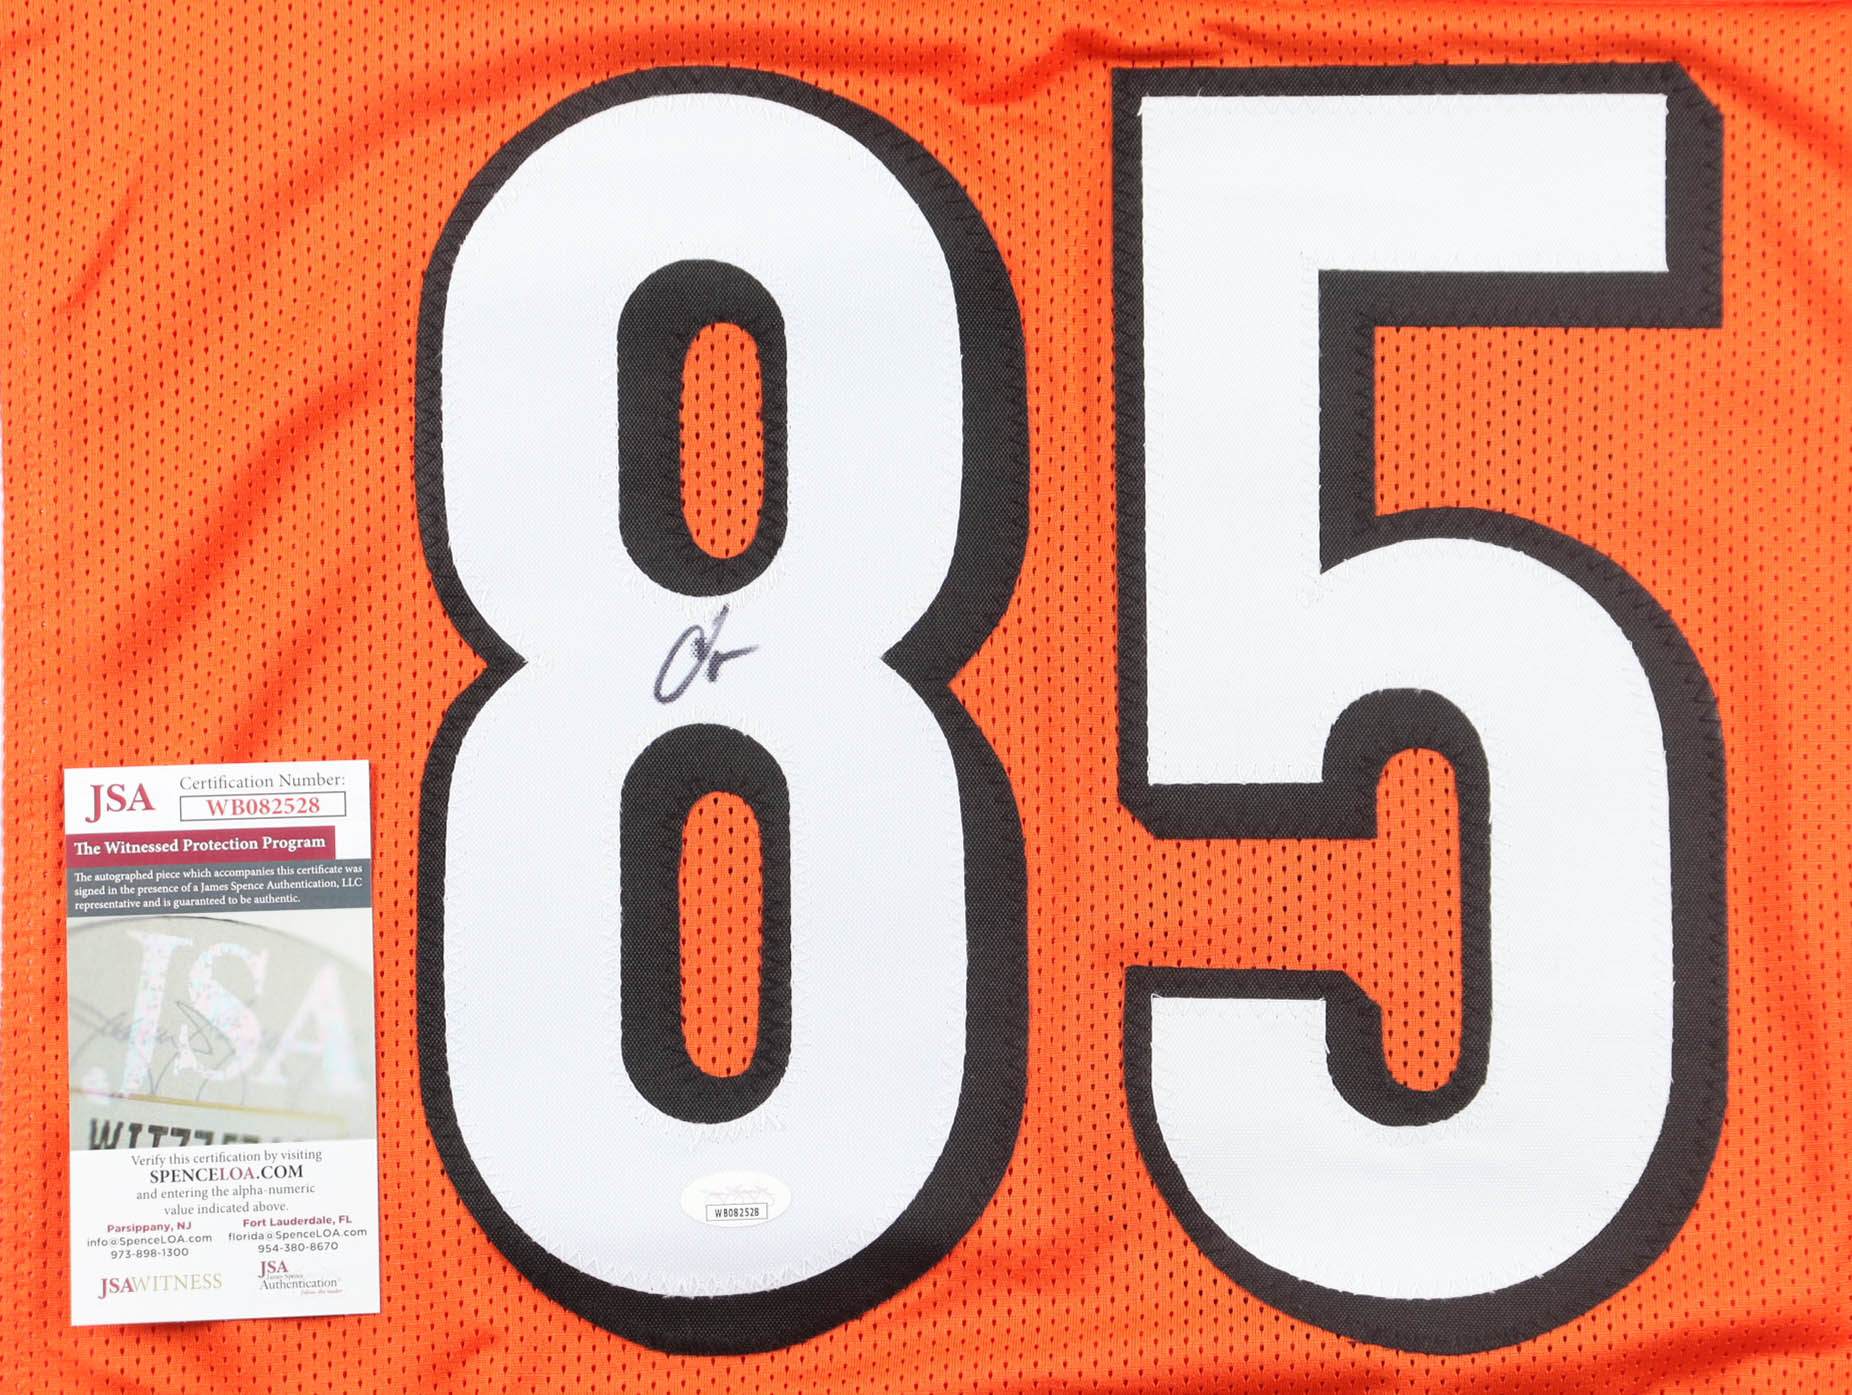 85
JSA
Certification Number:
WB082528
The Witnessed Protection Program
The autographed piece which accompanies this certificate was
signed in the presence of a James Spence Authentication, LLC
representative and is guaranteed to be authentic.
JSA
Verify this certification by visiting
SPENCELOA.COM
and entering the alpha-numeric
value indicated above.
Parsippany, NJ
info@SpenceLOA.com
973-898-1300
Fort Lauderdale, FL
florida@SpenceLOA.com
954-380-8670
JSAWITNESS
JSA
James Spence
Authentication
WB082528